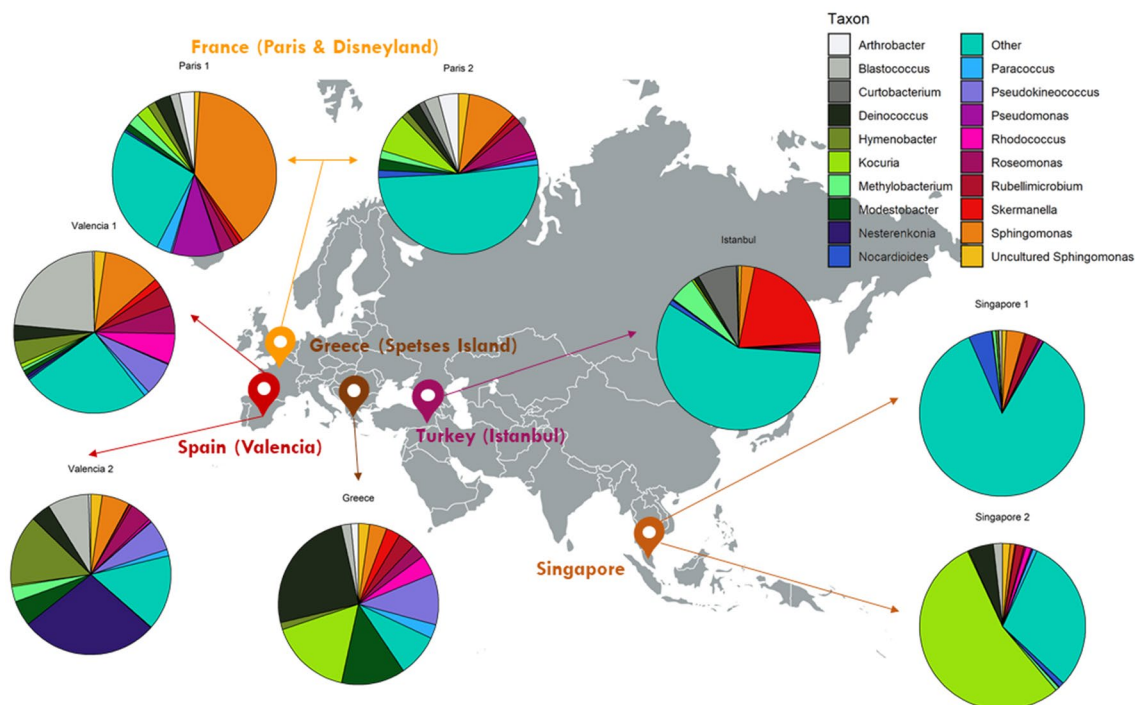 France (Paris & Disneyland)
Paris 1
Paris 2
Taxon
Arthrobacter
Blastococcus
Curtobacterium
Deinococcus
Hymenobacter
Kocuria
Methylobacterium
Modestobacter
Nesterenkonia
Nocardioides
Other
Paracoccus
Pseudokineococcus
Pseudomonas
Rhodococcus
Roseomonas
Rubellimicrobium
Skermanella
Sphingomonas
Uncultured Sphingomonas
Valencia 1
Istanbul
Singapore 1
Greece (Spetses Island)
Turkey (Istanbul)
Spain (Valencia)
Valencia 2
Greece
Singapore
Singapore 2